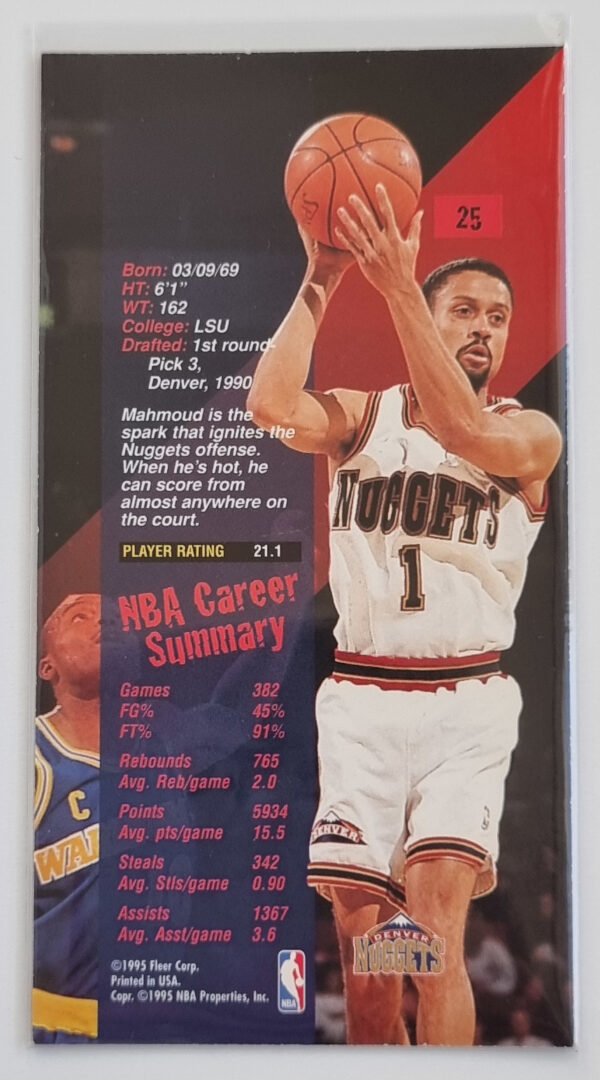 25
Born: 03/09/69
HT: 6'1"
WT: 162
College: LSU
Drafted: 1st round-
Pick 3,
Denver, 1990
Mahmoud is the
spark that ignites the
Nuggets offense.
When he's hot, he
can score from
almost anywhere on
the court.
PLAYER RATING 21.1
NBA Career
Summary
Games 382
FG% 45%
FT% 91%
Rebounds 765
Avg. Reb/game 2.0
Points 5934
Avg. pts/game 15.5
Steals 342
Avg. Stls/game 0.90
Assists 1367
Avg. Asst/game 3.6
©1995 Fleer Corp.
Printed in USA.
Copr. ©1995 NBA Properties, Inc.
NBA
NUGGETS
1
DENVER
C
WAR
DENVER
NUGGETS